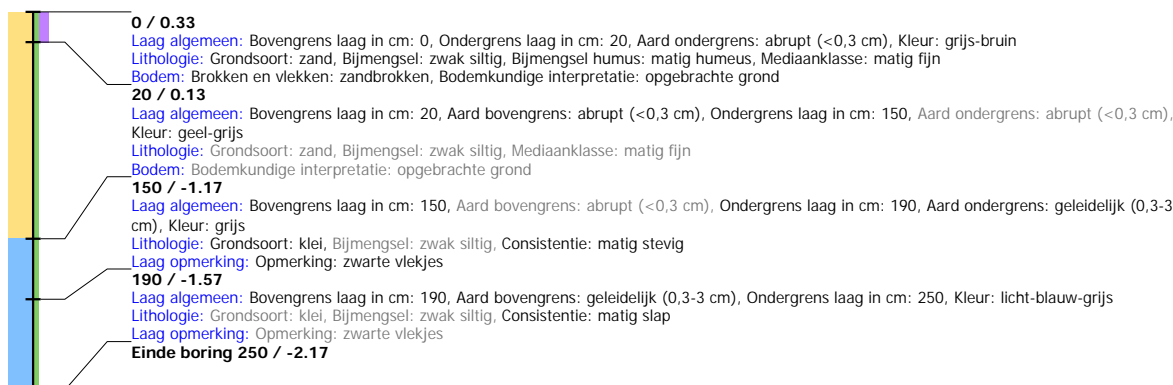 0 / 0.33
Laag algemeen: Bovengrens laag in cm: 0, Ondergrens laag in cm: 20, Aard ondergrens: abrupt (<0,3 cm), Kleur: grijs-bruin
Lithologie: Grondsoort: zand, Bijmengsel: zwak siltig, Bijmengsel humus: matig humeus, Mediaanklasse: matig fijn
Bodem: Brokken en vlekken: zandbrokken, Bodemkundige interpretatie: opgebrachte grond
20 / 0.13
Laag algemeen: Bovengrens laag in cm: 20, Aard bovengrens: abrupt (<0,3 cm), Ondergrens laag in cm: 150, Aard ondergrens: abrupt (<0,3 cm),
Kleur: geel-grijs
Lithologie: Grondsoort: zand, Bijmengsel: zwak siltig, Mediaanklasse: matig fijn
Bodem: Bodemkundige interpretatie: opgebrachte grond
150 / -1.17
Laag algemeen: Bovengrens laag in cm: 150, Aard bovengrens: abrupt (<0,3 cm), Ondergrens laag in cm: 190, Aard ondergrens: geleidelijk (0,3-3
cm), Kleur: grijs
Lithologie: Grondsoort: klei, Bijmengsel: zwak siltig, Consistentie: matig stevig
Laag opmerking: Opmerking: zwarte vlekjes
190 / -1.57
Laag algemeen: Bovengrens laag in cm: 190, Aard bovengrens: geleidelijk (0,3-3 cm), Ondergrens laag in cm: 250, Kleur: licht-blauw-grijs
Lithologie: Grondsoort: klei, Bijmengsel: zwak siltig, Consistentie: matig slap
Laag opmerking: Opmerking: zwarte vlekjes
Einde boring 250 / -2.17